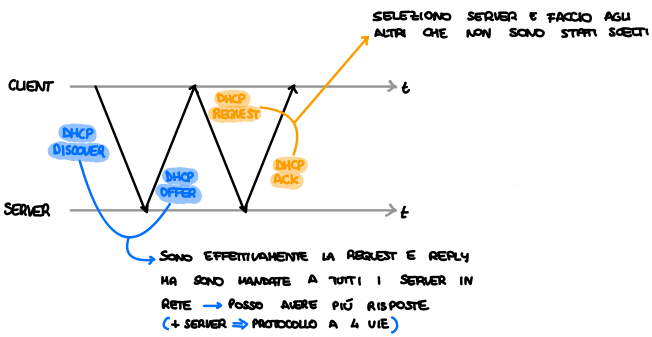 SELEZIONO SERVER E FACCIO AGLI
ALTRI CHE NON SONO STATI SCELTI
CLIENT
t
DHCP
REQUEST
DHCP
DISCOVER
DHCP
ACK
DHCP
OFFER
SERVER
t
SONO EFFETTIVAMENTE LA REQUEST E REPLY
MA SONO MANDATE A TUTTI I SERVER IN
RETE → POSSO AVERE PIÚ RISPOSTE
(+ SERVER ⇒ PROTOCOLLO A 4 VIE)